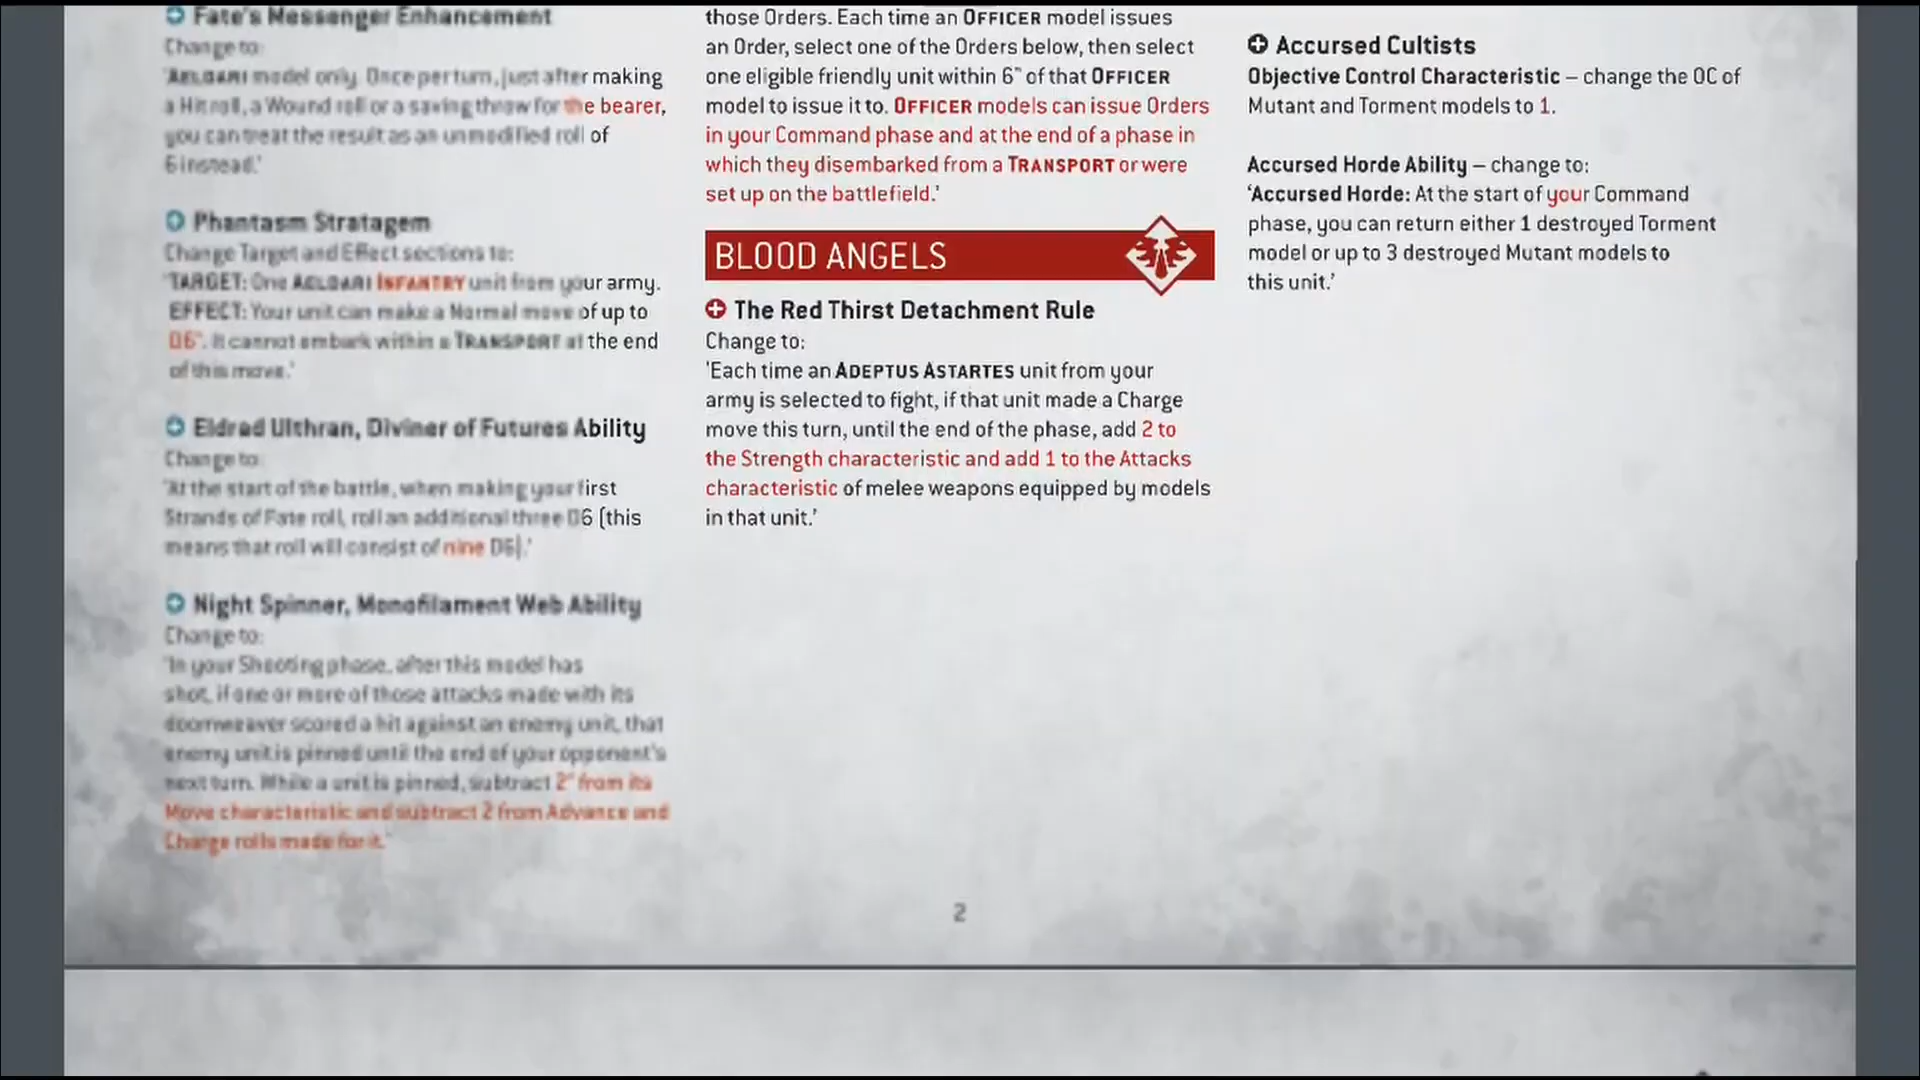 Fate's Messenger Enhancement
Change to:
'AELDARI model only. Once per turn, just after making
a Hit roll, a Wound roll or a saving throw for the bearer,
you can treat the result as an unmodified roll of
6 instead.'
Phantasm Stratagem
Change Target and Effect sections to:
'TARGET: One AELDARI INFANTRY unit from your army.
EFFECT: Your unit can make a Normal move of up to
D6". It cannot embark within a TRANSPORT at the end
of this move.'
Eldrad Ulthran, Diviner of Futures Ability
Change to:
'At the start of the battle, when making your first
Strands of Fate roll, roll an additional three D6 (this
means that roll will consist of nine D6).'
Night Spinner, Monofilament Web Ability
Change to:
'In your Shooting phase, after this model has
shot, if one or more of those attacks made with its
doomweaver scored a hit against an enemy unit, that
enemy unit is pinned until the end of your opponent's
next turn. While a unit is pinned, subtract 2" from its
Move characteristic and subtract 2 from Advance and
Charge rolls made for it.'
those Orders. Each time an OFFICER model issues
an Order, select one of the Orders below, then select
one eligible friendly unit within 6" of that OFFICER
model to issue it to. OFFICER models can issue Orders
in your Command phase and at the end of a phase in
which they disembarked from a TRANSPORT or were
set up on the battlefield.'
BLOOD ANGELS
The Red Thirst Detachment Rule
Change to:
'Each time an ADEPTUS ASTARTES unit from your
army is selected to fight, if that unit made a Charge
move this turn, until the end of the phase, add 2 to
the Strength characteristic and add 1 to the Attacks
characteristic of melee weapons equipped by models
in that unit.'
Accursed Cultists
Objective Control Characteristic – change the OC of
Mutant and Torment models to 1.
Accursed Horde Ability – change to:
'Accursed Horde: At the start of your Command
phase, you can return either 1 destroyed Torment
model or up to 3 destroyed Mutant models to
this unit.'
2